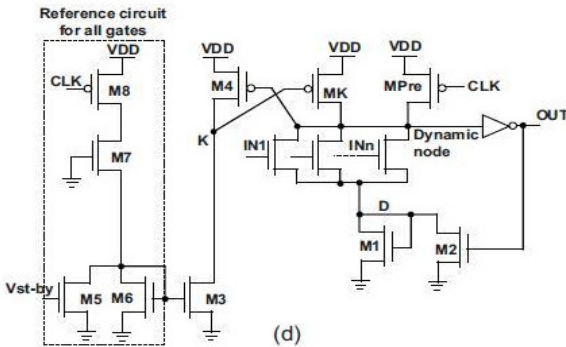 Reference circuit
for all gates
VDD
CLK
M8
M7
Vst-by
M5
M6
VDD
M4
K
M3
VDD
MK
VDD
MPre
CLK
IN1
INn
Dynamic
node
OUT
D
M1
M2
(d)